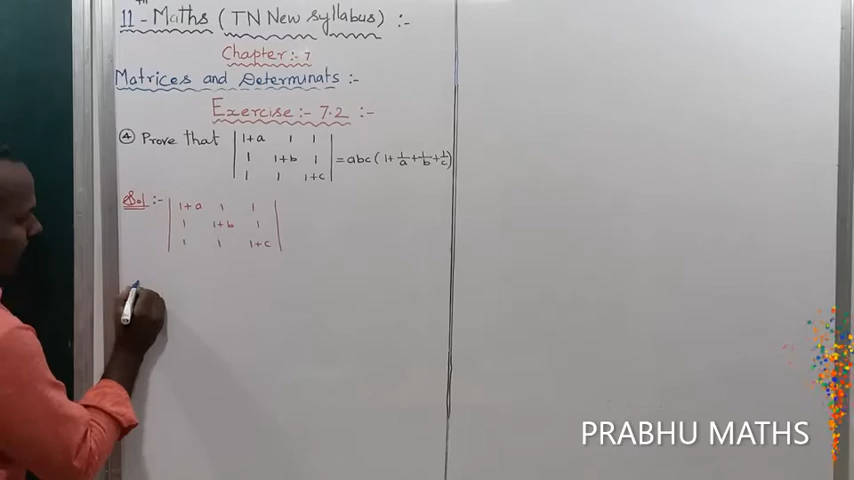 11th - Maths (TN New syllabus) :-
Chapter :- 7
Matrices and Determinats :-
Exercise :- 7.2 :-
④ Prove that | 1+a 1 1 |
| 1 1+b 1 | = abc (1 + 1/a + 1/b + 1/c)
| 1 1 1+c |
Sol :- | 1+a 1 1 |
| 1 1+b 1 |
| 1 1 1+c |
PRABHU MATHS